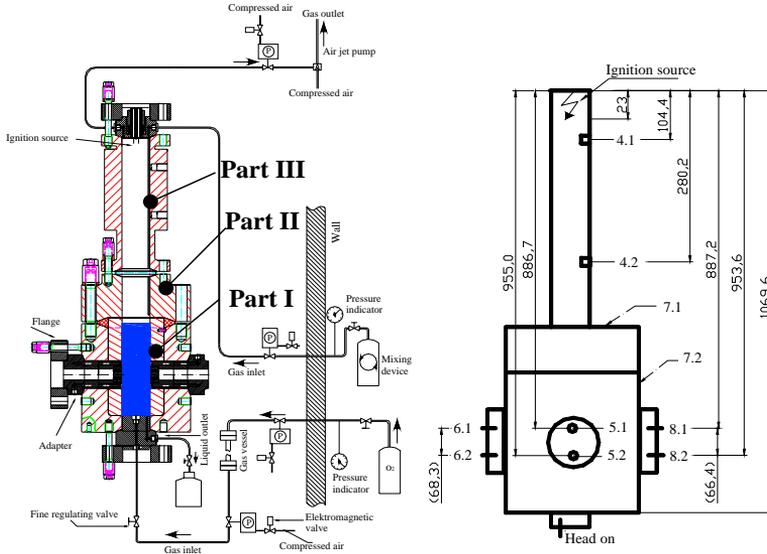 Compressed air
Gas outlet
P
Air jet pump
Compressed air
Ignition source
Part III
Part II
Part I
Wall
Pressure
indicator
Flange
P
Gas inlet
Mixing
device
Adapter
Liquid outlet
Gas vessel
P
Pressure
indicator
O2
Fine regulating valve
P
Elektromagnetic
valve
Gas inlet
Compressed air
Ignition source
23
104,4
4.1
280,2
4.2
955,0
886,7
887,2
953,6
1069,6
7.1
7.2
6.1
5.1
8.1
6.2
5.2
8.2
(68,3)
(66,4)
Head on